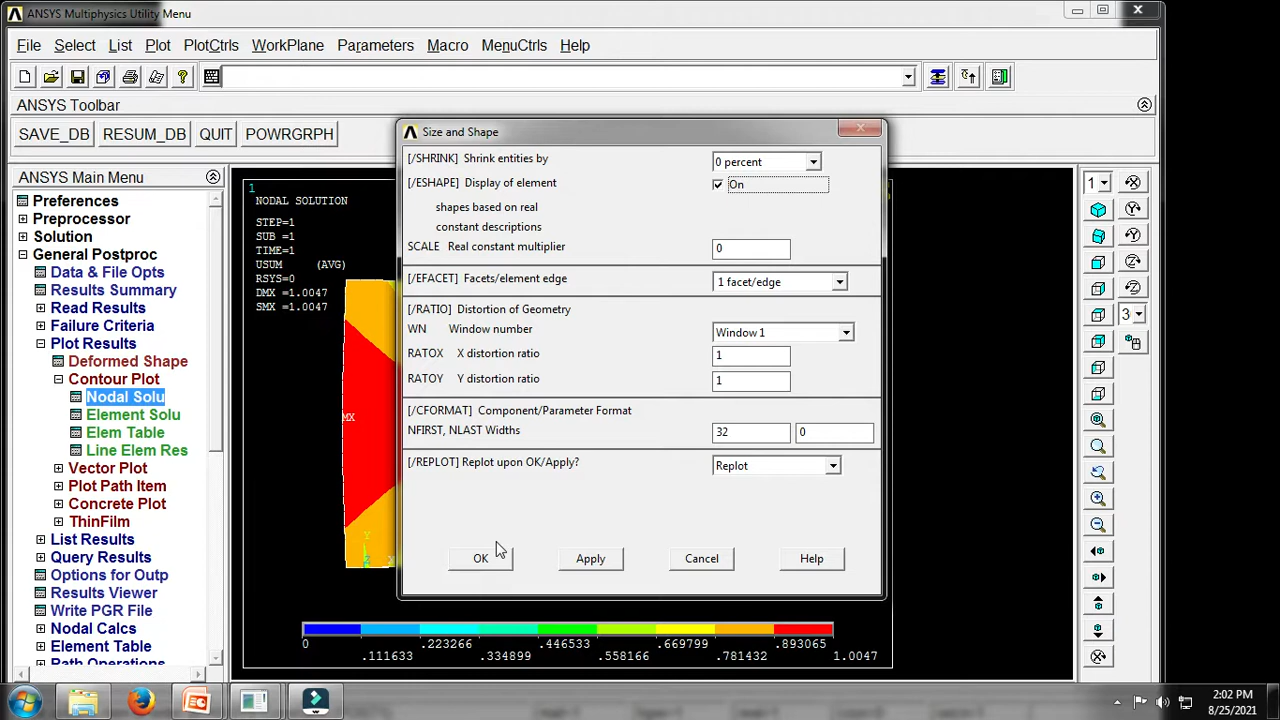 ANSYS Multiphysics Utility Menu
File Select List Plot PlotCtrls WorkPlane Parameters Macro MenuCtrls Help
ANSYS Toolbar
SAVE_DB RESUM_DB QUIT POWRGRPH
ANSYS Main Menu
Preferences
Preprocessor
Solution
General Postproc
Data & File Opts
Results Summary
Read Results
Failure Criteria
Plot Results
Deformed Shape
Contour Plot
Nodal Solu
Element Solu
Elem Table
Line Elem Res
Vector Plot
Plot Path Item
Concrete Plot
ThinFilm
List Results
Query Results
Options for Outp
Results Viewer
Write PGR File
Nodal Calcs
Element Table
Path Operations
1
NODAL SOLUTION
STEP=1
SUB =1
TIME=1
USUM (AVG)
RSYS=0
DMX =1.0047
SMX =1.0047
MX
Y
Z X
Size and Shape
[/SHRINK] Shrink entities by 0 percent
[/ESHAPE] Display of element On
shapes based on real
constant descriptions
SCALE Real constant multiplier 0
[/EFACET] Facets/element edge 1 facet/edge
[/RATIO] Distortion of Geometry
WN Window number Window 1
RATOX X distortion ratio 1
RATOY Y distortion ratio 1
[/CFORMAT] Component/Parameter Format
NFIRST, NLAST Widths 32 0
[/REPLOT] Replot upon OK/Apply? Replot
OK Apply Cancel Help
0 .223266 .446533 .669799 .893065
.111633 .334899 .558166 .781432 1.0047
1
3
2:02 PM
8/25/2021